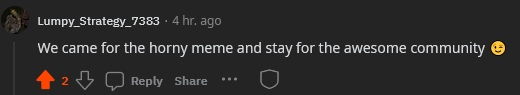 Lumpy_Strategy_7383 · 4 hr. ago
We came for the horny meme and stay for the awesome community 😉
2 Reply Share ...